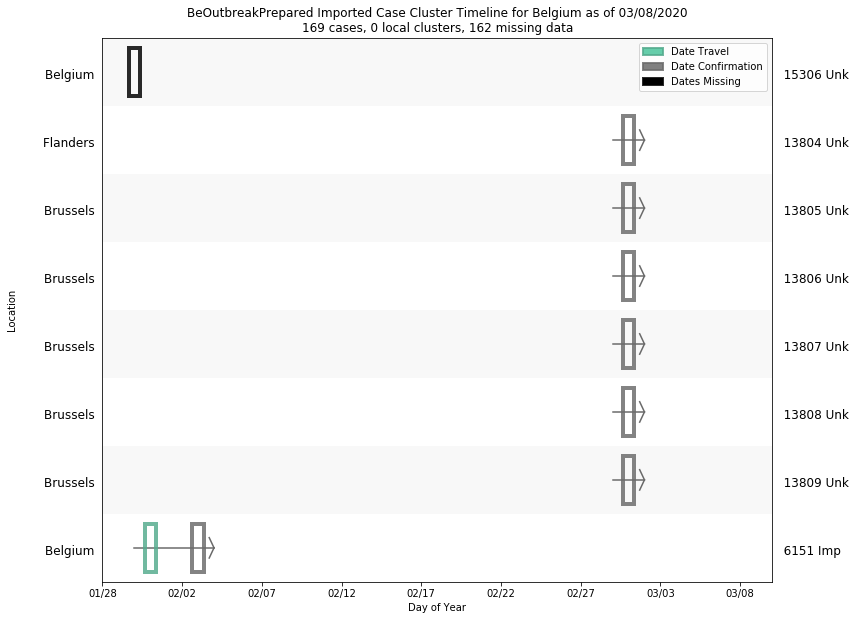 BeOutbreakPrepared Imported Case Cluster Timeline for Belgium as of 03/08/2020
169 cases, 0 local clusters, 162 missing data
Date Travel
Date Confirmation
Dates Missing
Belgium 15306 Unk
Flanders 13804 Unk
Brussels 13805 Unk
Brussels 13806 Unk
Brussels 13807 Unk
Brussels 13808 Unk
Brussels 13809 Unk
Belgium 6151 Imp
Location
01/28 02/02 02/07 02/12 02/17 02/22 02/27 03/03 03/08
Day of Year